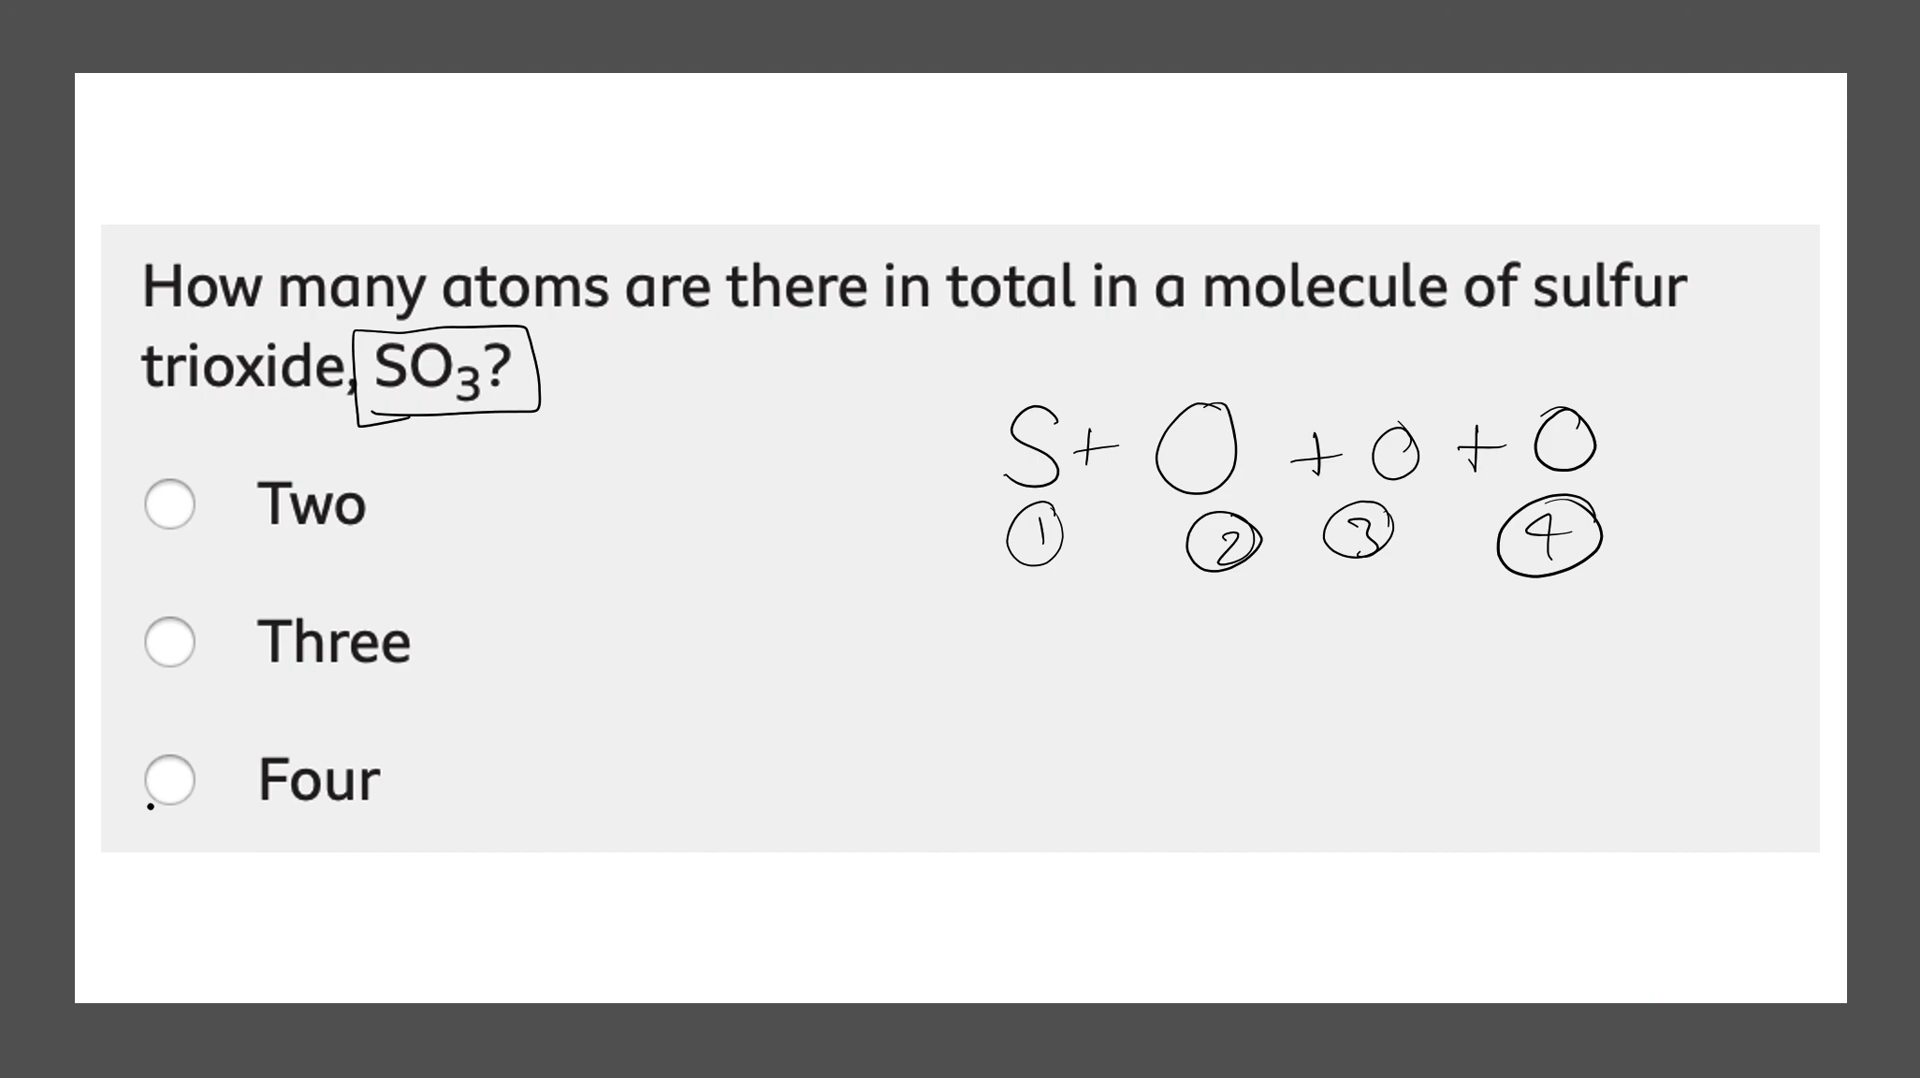 How many atoms are there in total in a molecule of sulfur
trioxide, SO₃?
S + O + O + O
1 2 3 4
Two
Three
Four